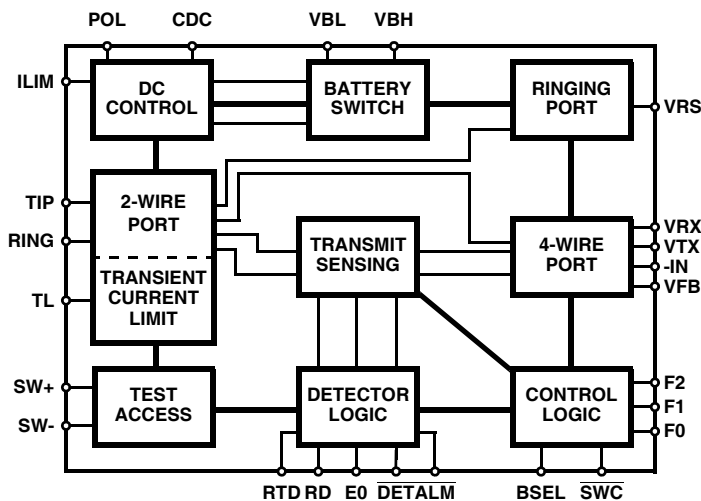 POL CDC VBL VBH
ILIM
DC
CONTROL
BATTERY
SWITCH
RINGING
PORT
VRS
TIP
RING
TL
2-WIRE
PORT
TRANSIENT
CURRENT
LIMIT
TRANSMIT
SENSING
4-WIRE
PORT
VRX
VTX
-IN
VFB
SW+
SW-
TEST
ACCESS
DETECTOR
LOGIC
CONTROL
LOGIC
F2
F1
F0
RTD RD E0 DET ALM BSEL SWC